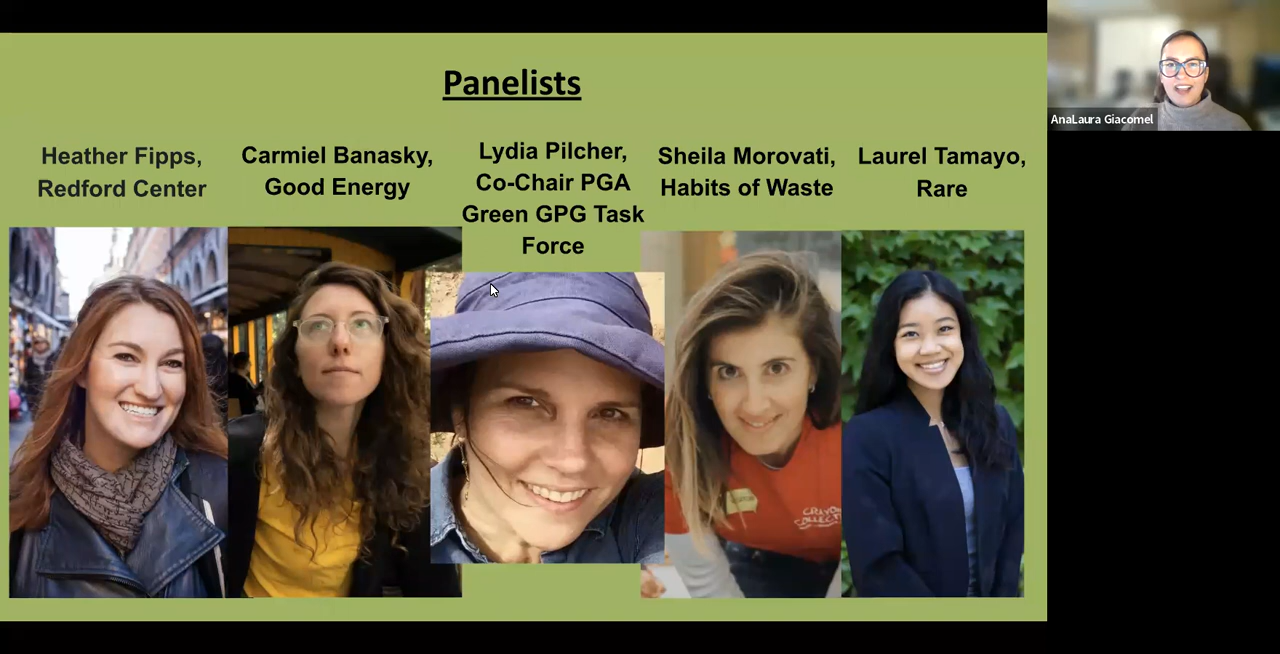 Panelists
Heather Fipps,
Redford Center
Carmiel Banasky,
Good Energy
Lydia Pilcher,
Co-Chair PGA
Green GPG Task
Force
Sheila Morovati,
Habits of Waste
Laurel Tamayo,
Rare
AnaLaura Giacomel